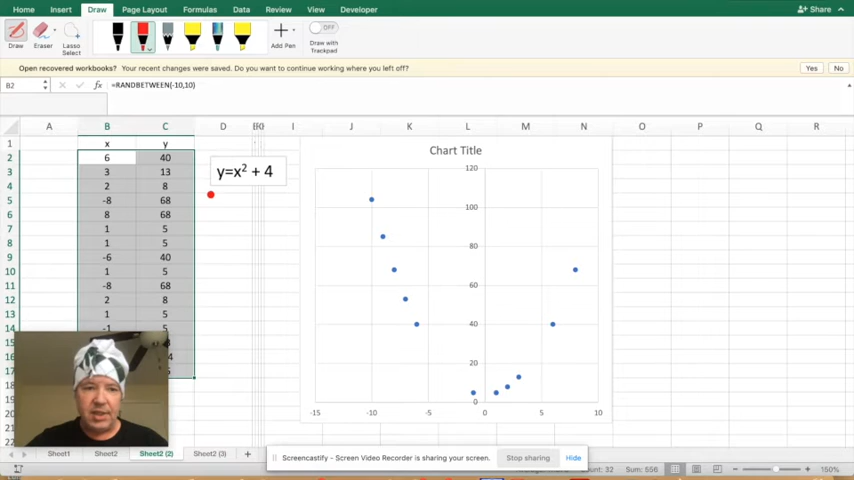 Home Insert Draw Page Layout Formulas Data Review View Developer Share
Draw Eraser Lasso Select Add Pen OFF Draw with Trackpad
Open recovered workbooks? Your recent changes were saved. Do you want to continue working where you left off? Yes No
B2 fx =RANDBETWEEN(-10,10)
A B C D I J K L M N O P Q R
1 x y
2 6 40
3 3 13
4 2 8
5 -8 68
6 8 68
7 1 5
8 1 5
9 -6 40
10 1 5
11 -8 68
12 2 8
13 1 5
14 -1 5
15
16 4
17
18
19
20
21
22
y=x² + 4
Chart Title
120
100
80
60
40
20
0
-15 -10 -5 0 5 10
Sheet1 Sheet2 Sheet2 (2) Sheet2 (3) +
Screencastify - Screen Video Recorder is sharing your screen. Stop sharing Hide
Count: 32 Sum: 556 150%